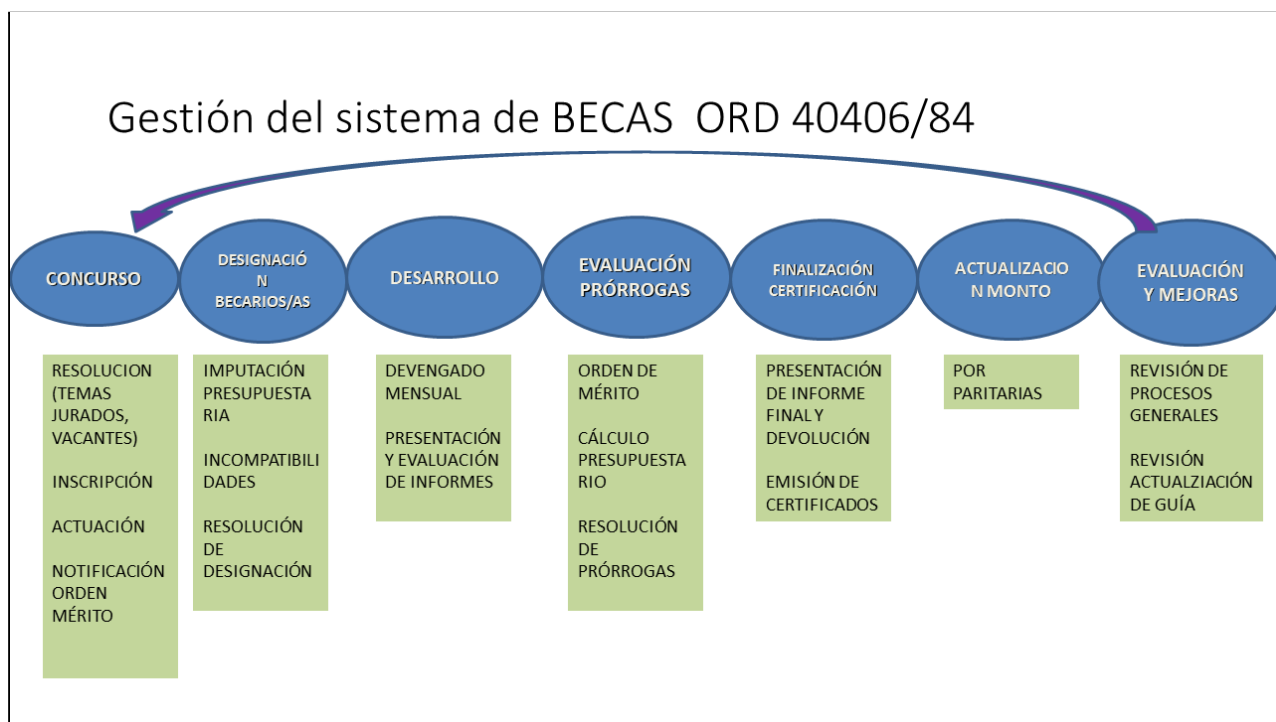 Gestión del sistema de BECAS ORD 40406/84
CONCURSO
DESIGNACIÓ
N
BECARIOS/AS
DESARROLLO
EVALUACIÓN
PRÓRROGAS
FINALIZACIÓN
CERTIFICACIÓN
ACTUALIZACIO
N MONTO
EVALUACIÓN
Y MEJORAS
RESOLUCION
(TEMAS
JURADOS,
VACANTES)
INSCRIPCIÓN
ACTUACIÓN
NOTIFICACIÓN
ORDEN
MÉRITO
IMPUTACIÓN
PRESUPUESTA
RIA
INCOMPATIBILI
DADES
RESOLUCIÓN
DE
DESIGNACIÓN
DEVENGADO
MENSUAL
PRESENTACIÓN
Y EVALUACIÓN
DE INFORMES
ORDEN DE
MÉRITO
CÁLCULO
PRESUPUESTA
RIO
RESOLUCIÓN
DE
PRÓRROGAS
PRESENTACIÓN
DE INFORME
FINAL Y
DEVOLUCIÓN
EMISIÓN DE
CERTIFICADOS
POR
PARITARIAS
REVISIÓN DE
PROCESOS
GENERALES
REVISIÓN
ACTUALZIACIÓN
DE GUÍA